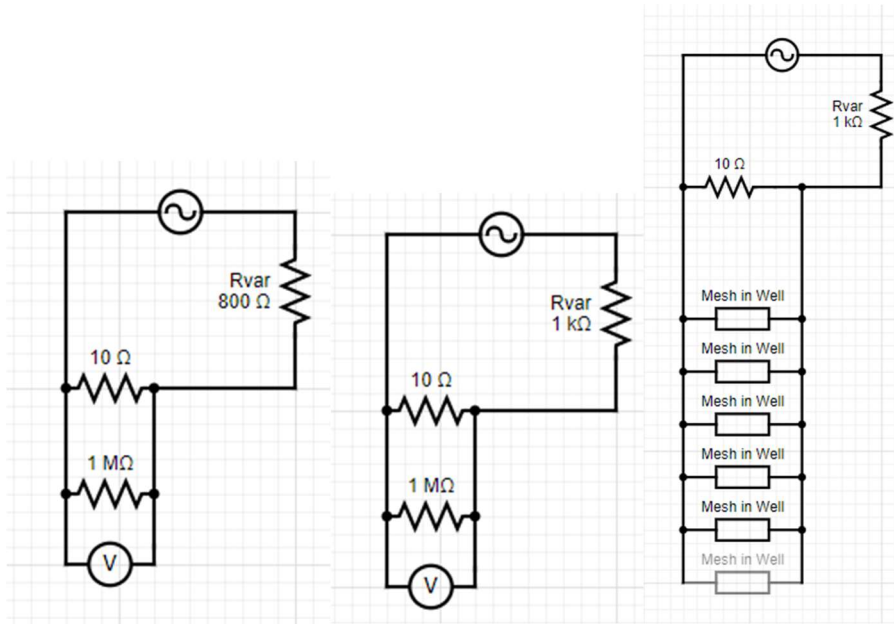 Rvar
800 Ω
10 Ω
1 MΩ
V
Rvar
1 kΩ
10 Ω
1 MΩ
V
Rvar
1 kΩ
10 Ω
Mesh in Well
Mesh in Well
Mesh in Well
Mesh in Well
Mesh in Well
Mesh in Well